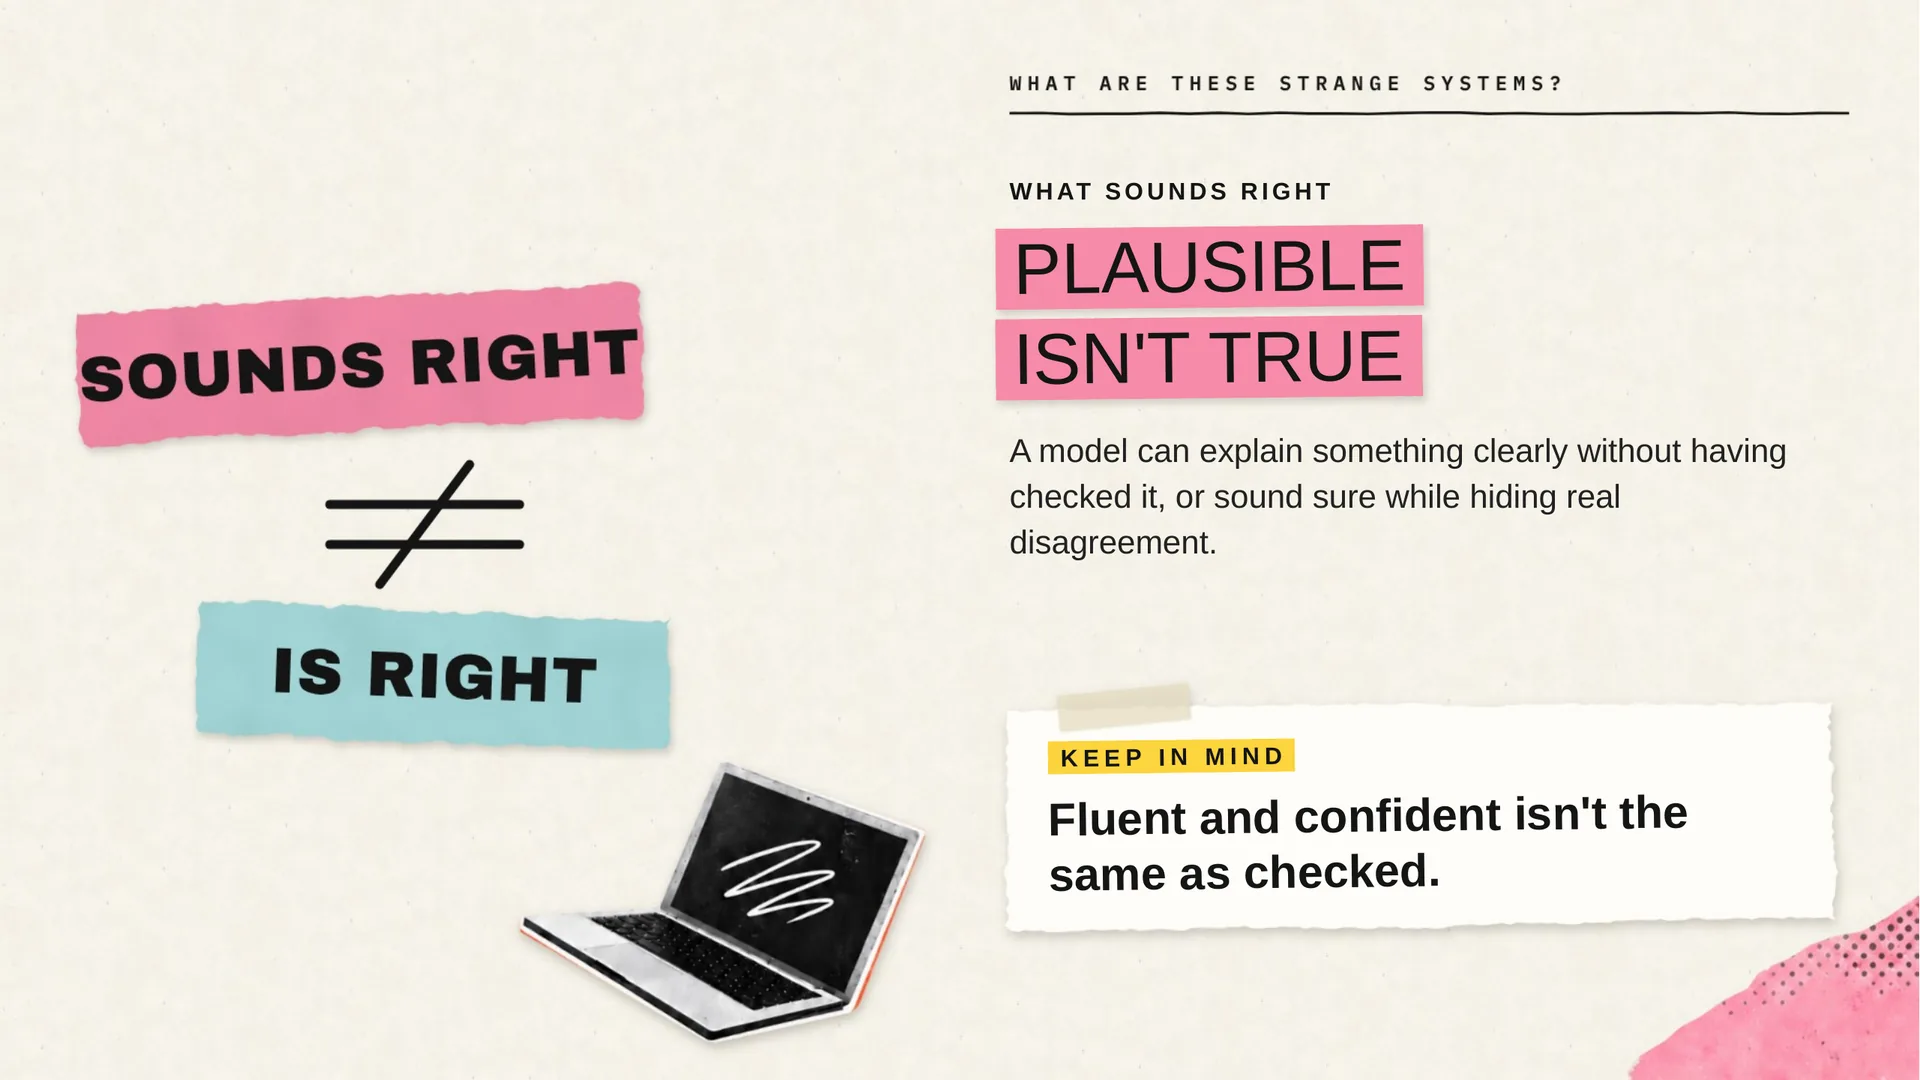 WHAT ARE THESE STRANGE SYSTEMS?
WHAT SOUNDS RIGHT
PLAUSIBLE
ISN'T TRUE
A model can explain something clearly without having
checked it, or sound sure while hiding real
disagreement.
SOUNDS RIGHT
≠
IS RIGHT
KEEP IN MIND
Fluent and confident isn't the
same as checked.